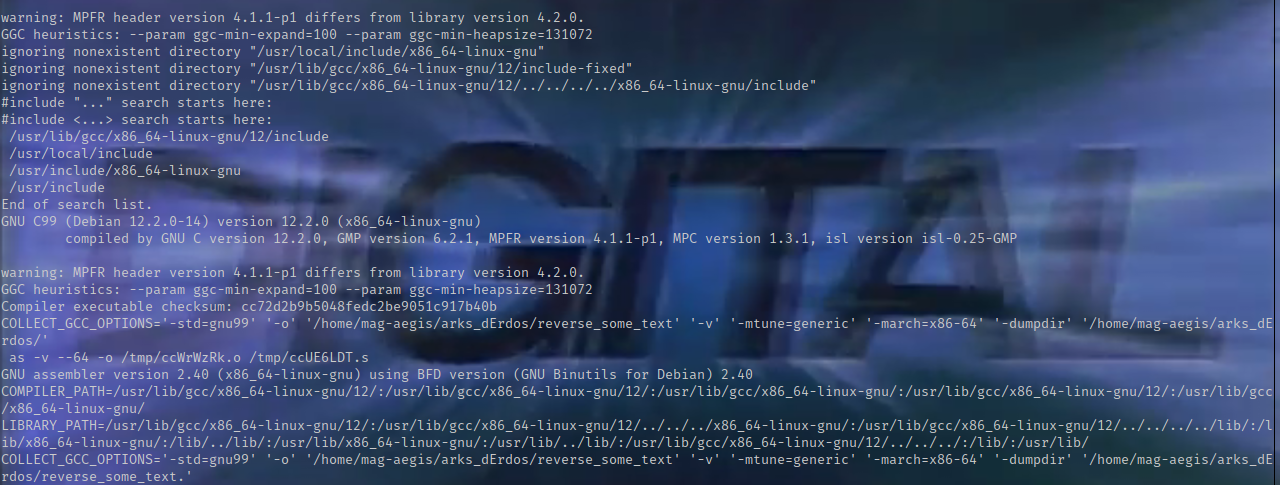 warning: MPFR header version 4.1.1-p1 differs from library version 4.2.0.
GGC heuristics: --param ggc-min-expand=100 --param ggc-min-heapsize=131072
ignoring nonexistent directory "/usr/local/include/x86_64-linux-gnu"
ignoring nonexistent directory "/usr/lib/gcc/x86_64-linux-gnu/12/include-fixed"
ignoring nonexistent directory "/usr/lib/gcc/x86_64-linux-gnu/12/../../../../x86_64-linux-gnu/include"
#include "..." search starts here:
#include <...> search starts here:
 /usr/lib/gcc/x86_64-linux-gnu/12/include
 /usr/local/include
 /usr/include/x86_64-linux-gnu
 /usr/include
End of search list.
GNU C99 (Debian 12.2.0-14) version 12.2.0 (x86_64-linux-gnu)
        compiled by GNU C version 12.2.0, GMP version 6.2.1, MPFR version 4.1.1-p1, MPC version 1.3.1, isl version isl-0.25-GMP
warning: MPFR header version 4.1.1-p1 differs from library version 4.2.0.
GGC heuristics: --param ggc-min-expand=100 --param ggc-min-heapsize=131072
Compiler executable checksum: cc72d2b9b5048fedc2be9051c917b40b
COLLECT_GCC_OPTIONS='-std=gnu99' '-o' '/home/mag-aegis/arks_dErdos/reverse_some_text' '-v' '-mtune=generic' '-march=x86-64' '-dumpdir' '/home/mag-aegis/arks_dE
rdos/'
 as -v --64 -o /tmp/ccWrWzRk.o /tmp/ccUE6LDT.s
GNU assembler version 2.40 (x86_64-linux-gnu) using BFD version (GNU Binutils for Debian) 2.40
COMPILER_PATH=/usr/lib/gcc/x86_64-linux-gnu/12/:/usr/lib/gcc/x86_64-linux-gnu/12/:/usr/lib/gcc/x86_64-linux-gnu/:/usr/lib/gcc/x86_64-linux-gnu/12/:/usr/lib/gcc
/x86_64-linux-gnu/
LIBRARY_PATH=/usr/lib/gcc/x86_64-linux-gnu/12/:/usr/lib/gcc/x86_64-linux-gnu/12/../../../x86_64-linux-gnu/:/usr/lib/gcc/x86_64-linux-gnu/12/../../../../lib/:/l
ib/x86_64-linux-gnu/:/lib/../lib/:/usr/lib/x86_64-linux-gnu/:/usr/lib/../lib/:/usr/lib/gcc/x86_64-linux-gnu/12/../../../:/lib/:/usr/lib/
COLLECT_GCC_OPTIONS='-std=gnu99' '-o' '/home/mag-aegis/arks_dErdos/reverse_some_text' '-v' '-mtune=generic' '-march=x86-64' '-dumpdir' '/home/mag-aegis/arks_dE
rdos/reverse_some_text.'